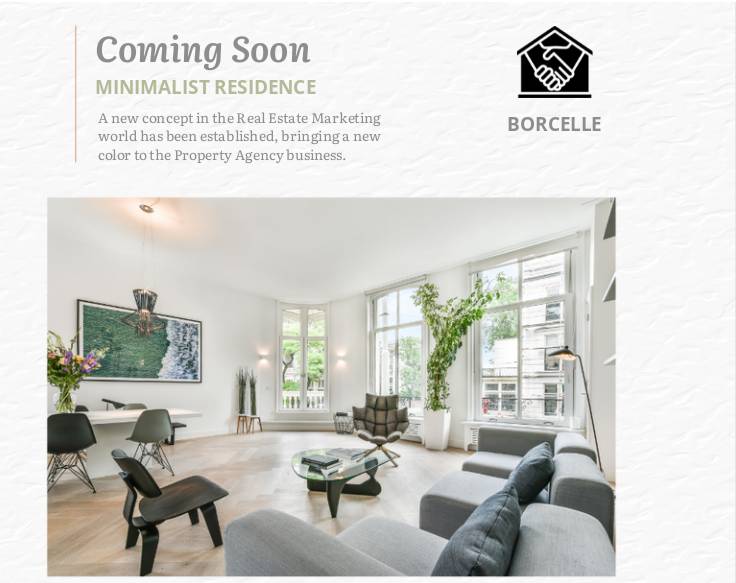 Coming Soon
MINIMALIST RESIDENCE
A new concept in the Real Estate Marketing
world has been established, bringing a new
color to the Property Agency business.
BORCELLE